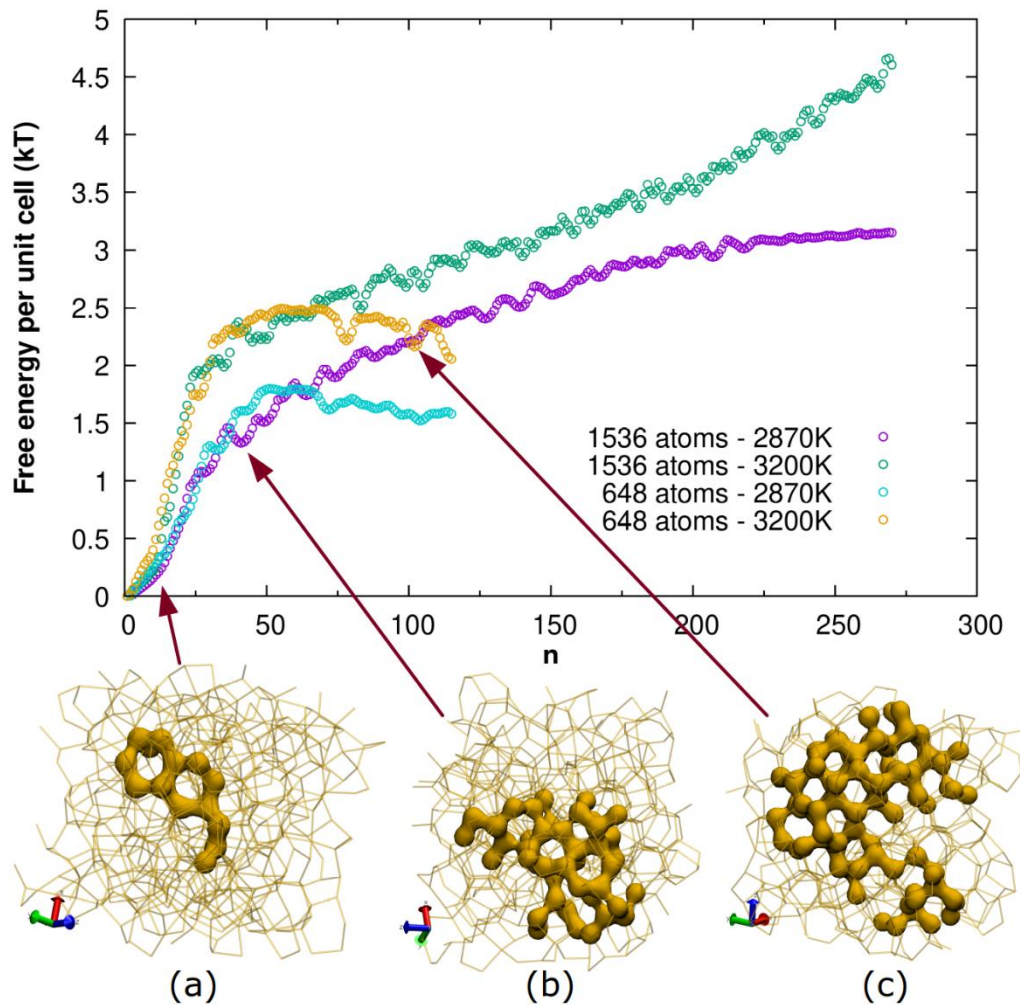 Free energy per unit cell (kT)
5
4.5
4
3.5
3
2.5
2
1.5
1
0.5
0
0 50 100 150 200 250 300
n
1536 atoms - 2870K
1536 atoms - 3200K
648 atoms - 2870K
648 atoms - 3200K
(a) (b) (c)